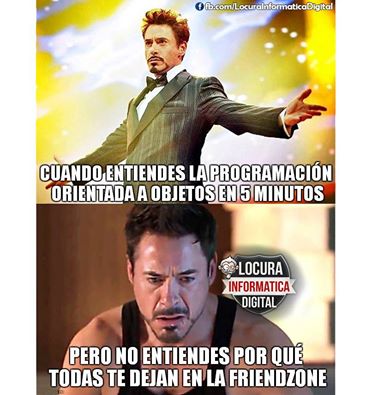 fb.com/LocuraInformaticaDigital
CUANDO ENTIENDES LA PROGRAMACIÓN
ORIENTADA A OBJETOS EN 5 MINUTOS
LOCURA
INFORMATICA
DIGITAL
PERO NO ENTIENDES POR QUÉ
TODAS TE DEJAN EN LA FRIENDZONE